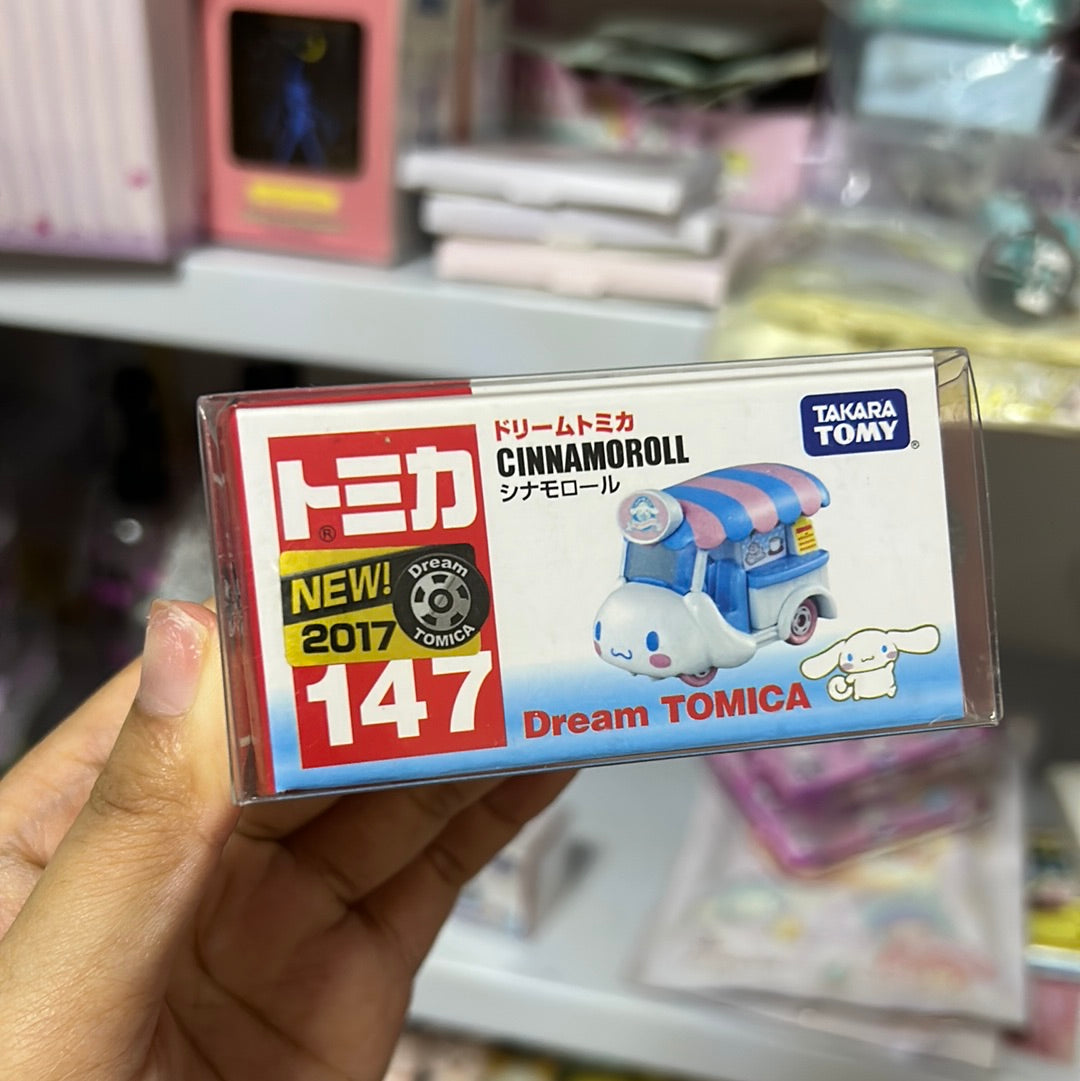 トミカ
®
NEW!
2017
Dream
TOMICA
147
ドリームトミカ
CINNAMOROLL
シナモロール
TAKARA
TOMY
®
Dream TOMICA